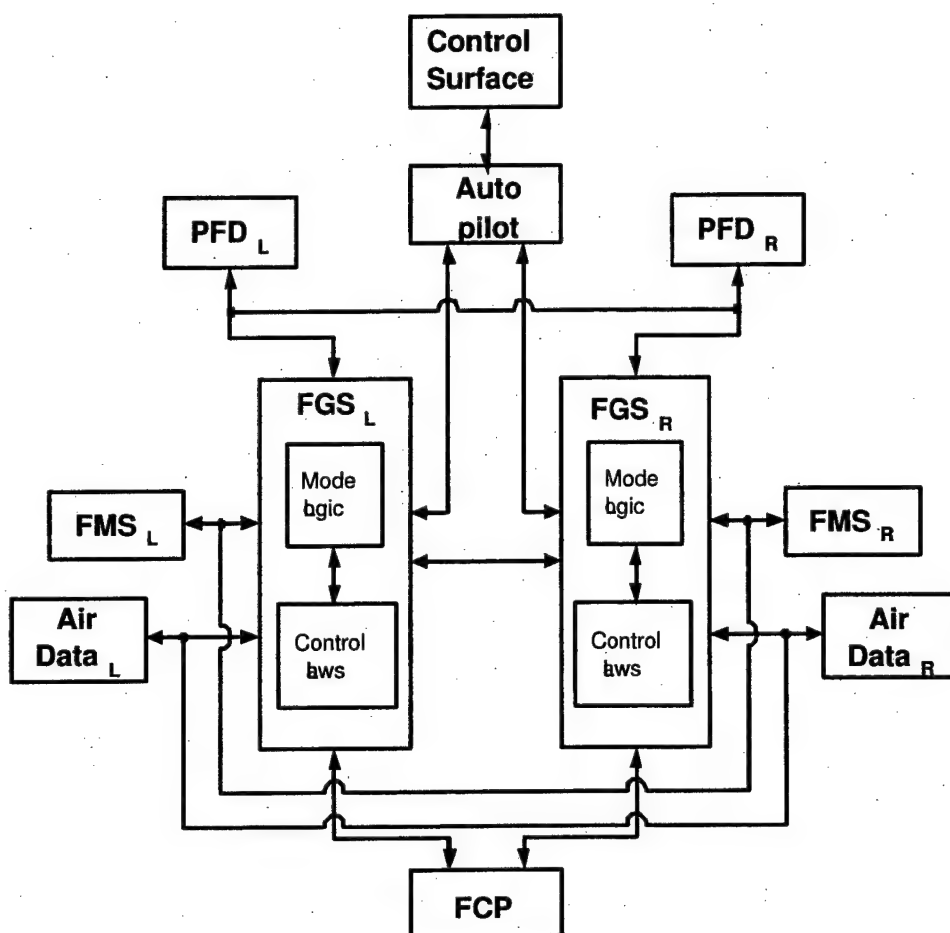 Control
Surface
Auto
pilot
PFD L
PFD R
FGS L
FGS R
Mode
logic
Mode
logic
FMS L
FMS R
Air
Data L
Control
laws
Control
laws
Air
Data R
FCP